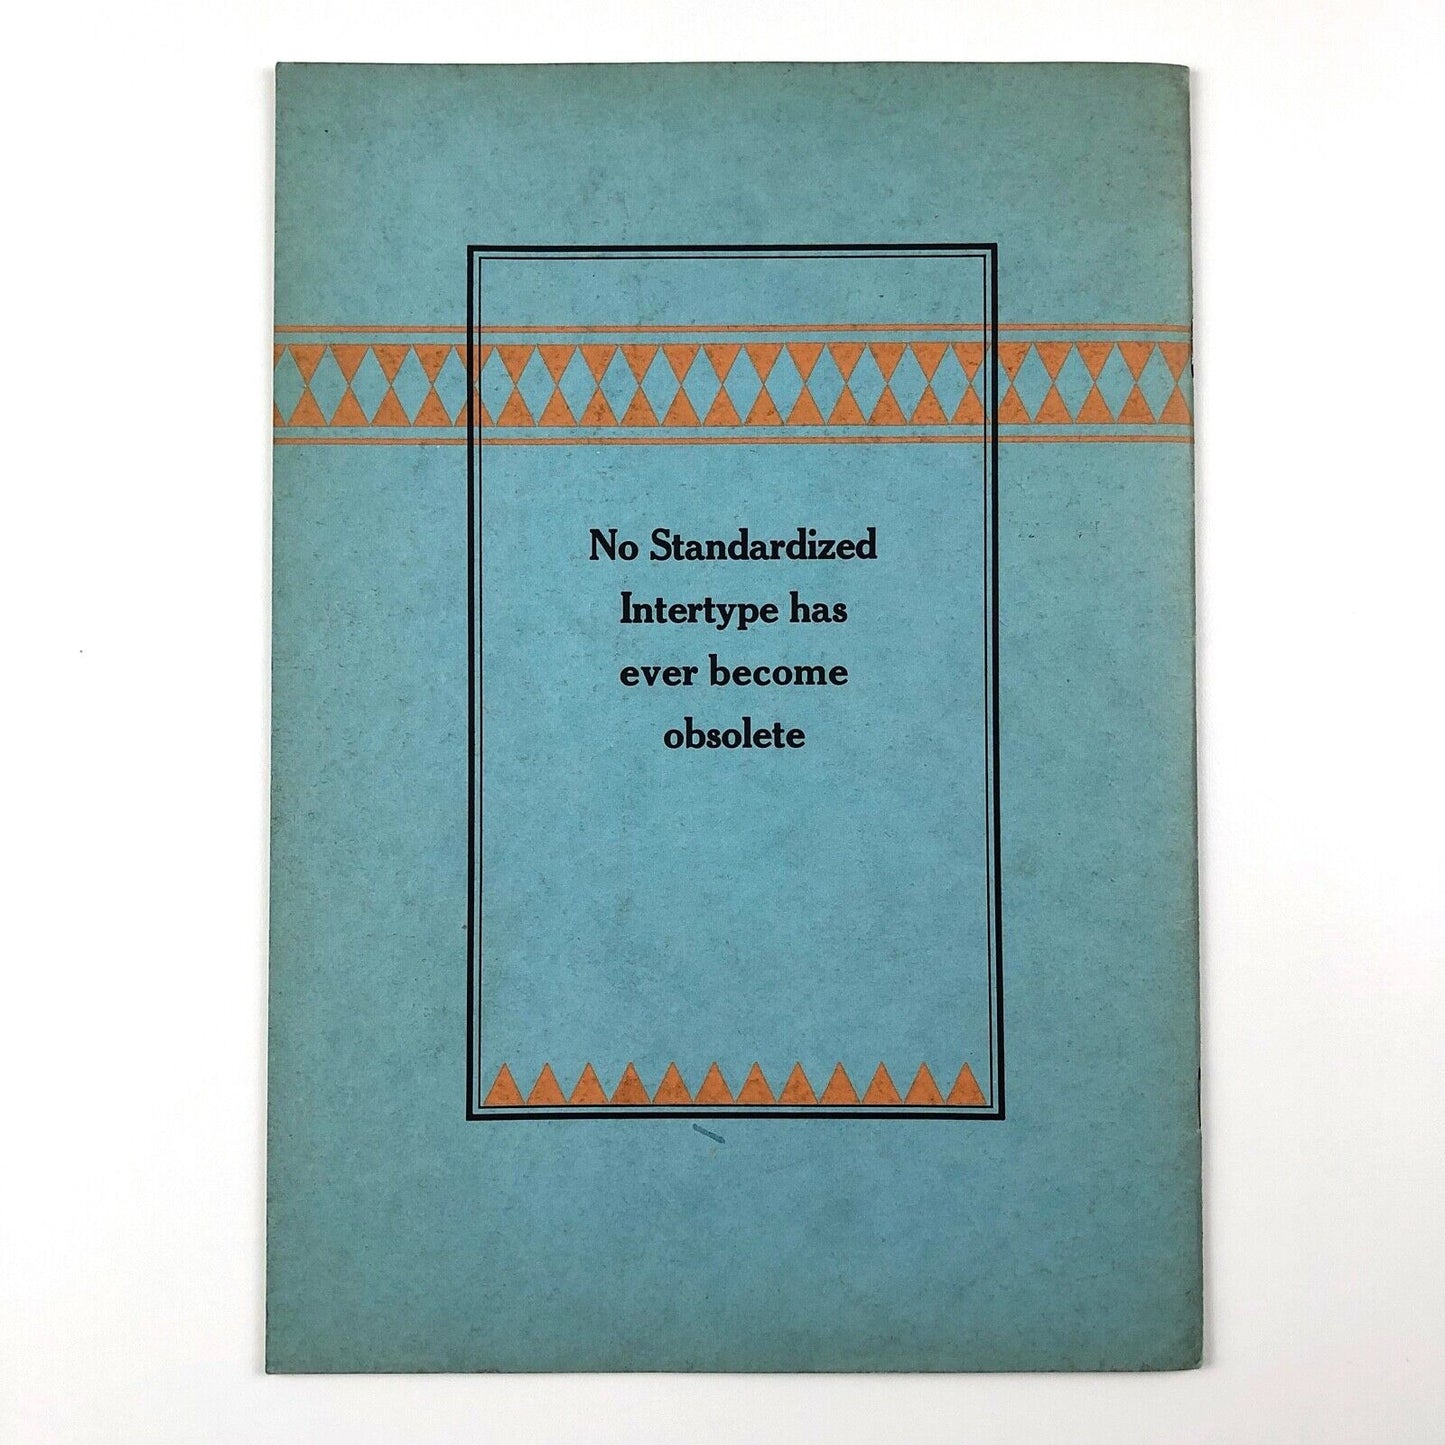 No Standardized
Intertype has
ever become
obsolete